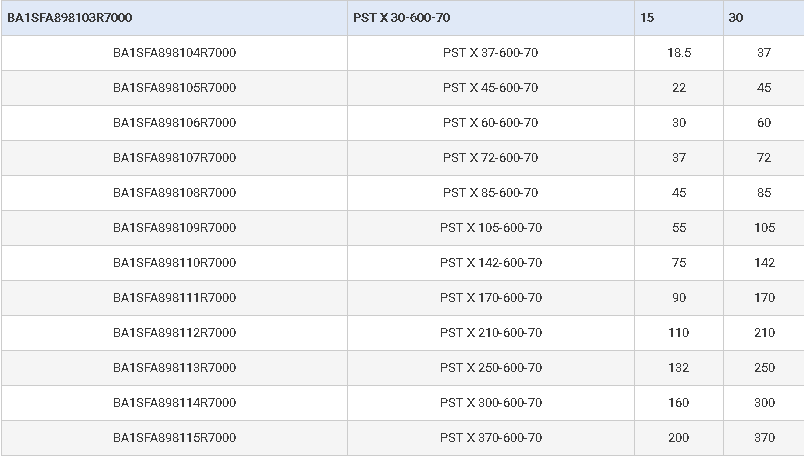 BA1SFA898103R7000 PST X 30-600-70 15 30
BA1SFA898104R7000 PST X 37-600-70 18.5 37
BA1SFA898105R7000 PST X 45-600-70 22 45
BA1SFA898106R7000 PST X 60-600-70 30 60
BA1SFA898107R7000 PST X 72-600-70 37 72
BA1SFA898108R7000 PST X 85-600-70 45 85
BA1SFA898109R7000 PST X 105-600-70 55 105
BA1SFA898110R7000 PST X 142-600-70 75 142
BA1SFA898111R7000 PST X 170-600-70 90 170
BA1SFA898112R7000 PST X 210-600-70 110 210
BA1SFA898113R7000 PST X 250-600-70 132 250
BA1SFA898114R7000 PST X 300-600-70 160 300
BA1SFA898115R7000 PST X 370-600-70 200 370